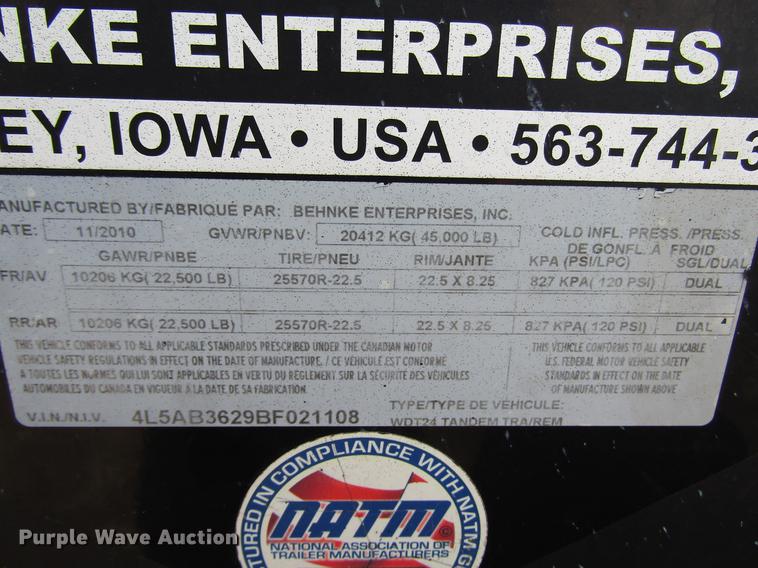 NKE ENTERPRISES,
EY, IOWA • USA • 563-744-3
ANUFACTURED BY/FABRIQUÉ PAR: BEHNKE ENTERPRISES, INC.
ATE: 11/2010 GVWR/PNBV: 20412 KG( 45,000 LB) COLD INFL. PRESS. /PRESS.
DE GONFL. À FROID
GAWR/PNBE TIRE/PNEU RIM/JANTE KPA (PSI/LPC) SGL/DUAL
FR/AV 10206 KG( 22,500 LB) 25570R-22.5 22.5 X 8.25 827 KPA( 120 PSI) DUAL
RR/AR 10206 KG( 22,500 LB) 25570R-22.5 22.5 X 8.25 827 KPA( 120 PSI) DUAL
THIS VEHICLE CONFORMS TO ALL APPLICABLE STANDARDS PRESCRIBED UNDER THE CANADIAN MOTOR
VEHICLE SAFETY REGULATIONS IN EFFECT ON THE DATE OF MANUFACTURE. / CE VÉHICULE EST CONFORME
A TOUTES LES NORMES QUI LUI SONT APPLICABLES EN VERTU DU RÈGLEMENT SUR LA SÉCURITÉ DES VÉHICULES
AUTOMOBILES DU CANADA EN VIGUEUR A LA DATE DE SA FABRICATION.
THIS VEHICLE CONFORMS TO ALL APPLICABLE
U.S. FEDERAL MOTOR VEHICLE SAFETY
STANDARDS IN EFFECT ON THE DATE
OF MANUFACTURE SHOWN ABOVE
V.I.N./N.I.V. 4L5AB3629BF021108 TYPE/TYPE DE VÉHICULE:
WDT24 TANDEM TRA/REM
TURED IN COMPLIANCE WITH NATM G
NATM
NATIONAL ASSOCIATION OF
TRAILER MANUFACTURERS
Purple Wave Auction